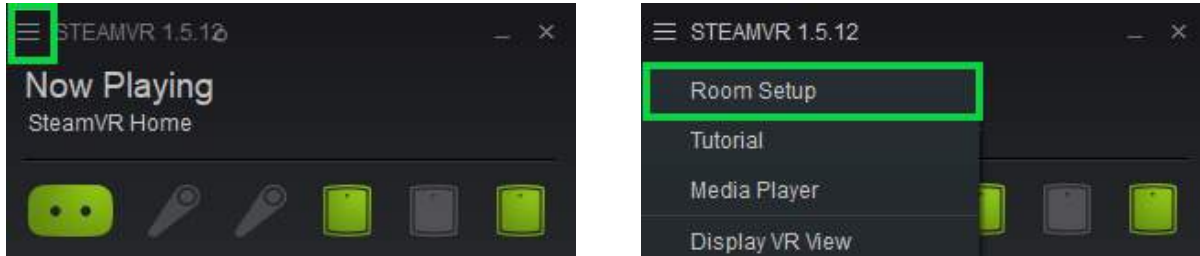 STEAMVR 1.5.12
Now Playing
SteamVR Home
STEAMVR 1.5.12
Room Setup
Tutorial
Media Player
Display VR View